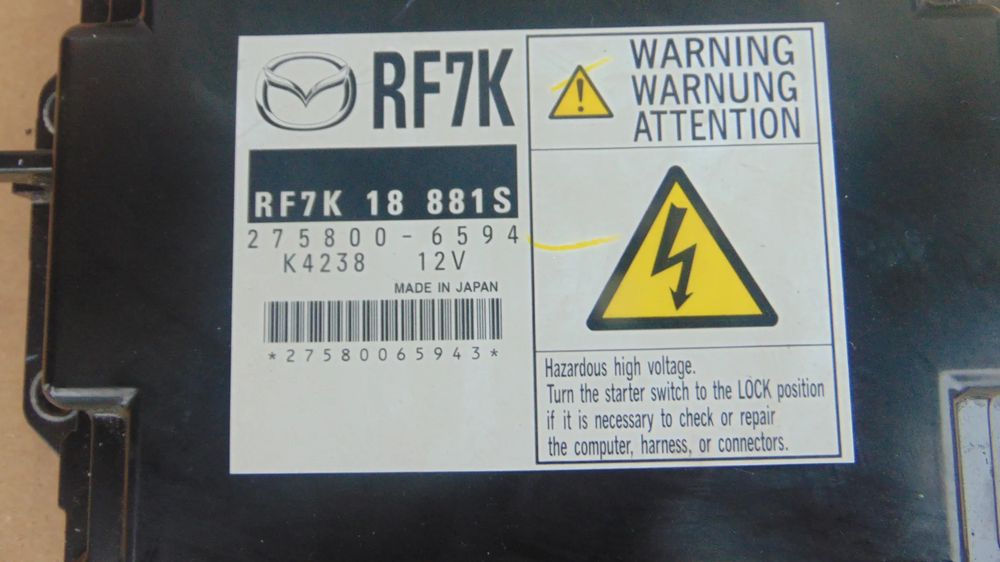 RF7K
RF7K 18 881S
275800-6594
K4238 12V
MADE IN JAPAN
*27580065943*
WARNING
WARNUNG
ATTENTION
Hazardous high voltage.
Turn the starter switch to the LOCK position
if it is necessary to check or repair
the computer, harness, or connectors.